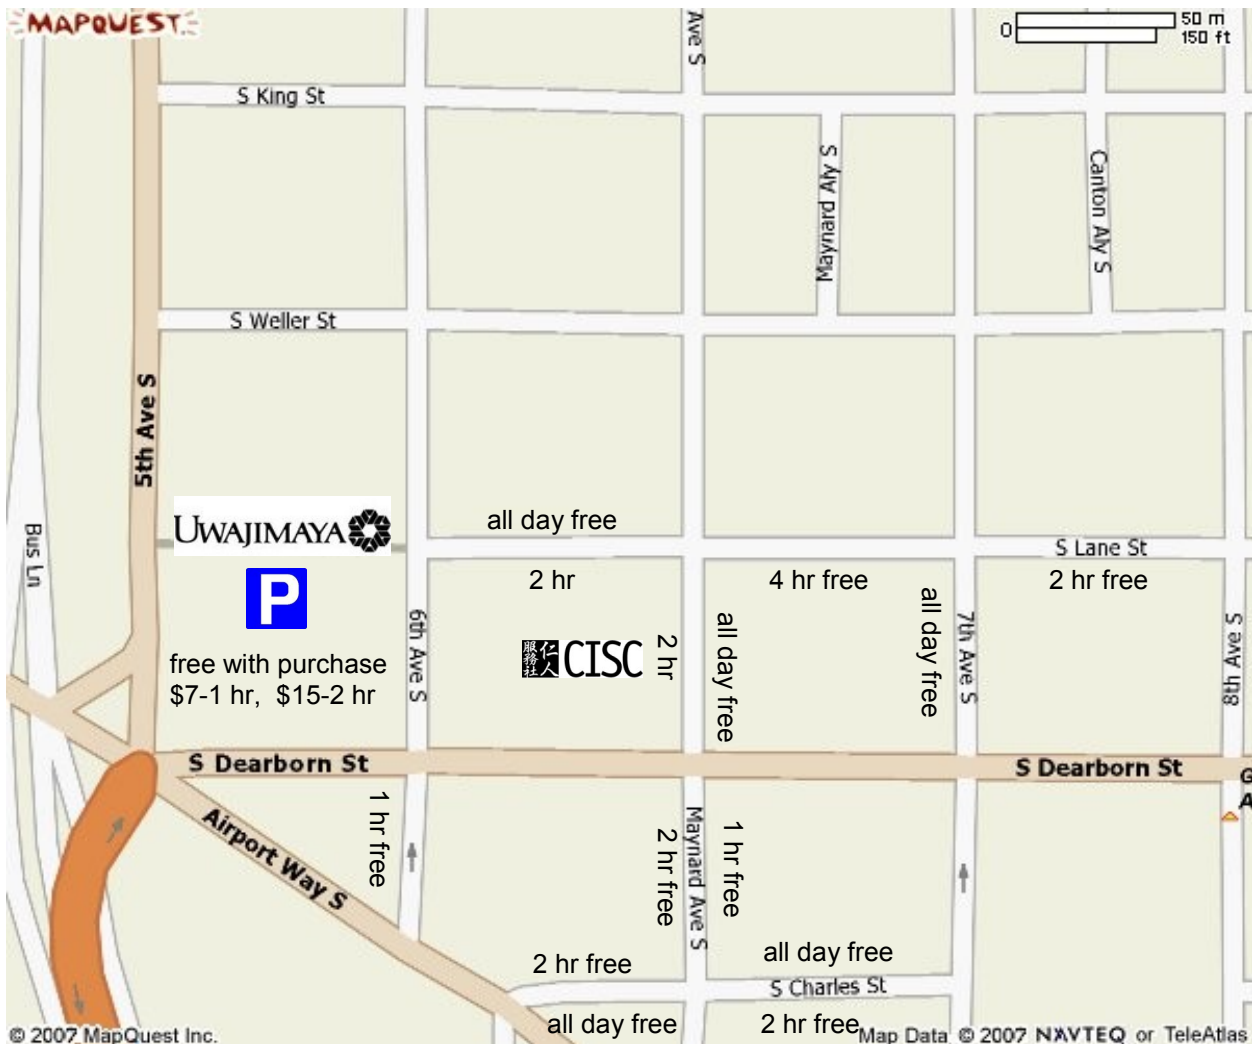 MAPQUEST
Ave S
0
50 m
150 ft
S King St
Maynard Aly S
Canton Aly S
S Weller St
5th Ave S
Bus Ln
UWAJIMAYA
all day free
S Lane St
P
2 hr
4 hr free
2 hr free
free with purchase
$7-1 hr, $15-2 hr
6th Ave S
服務社
仁人
CISC
2 hr
all day free
all day free
7th Ave S
8th Ave S
S Dearborn St
S Dearborn St
G
A
Airport Way S
1 hr free
2 hr free
Maynard Ave S
1 hr free
2 hr free
all day free
S Charles St
all day free
2 hr free
© 2007 MapQuest Inc.
Map Data © 2007 NAVTEQ or TeleAtlas